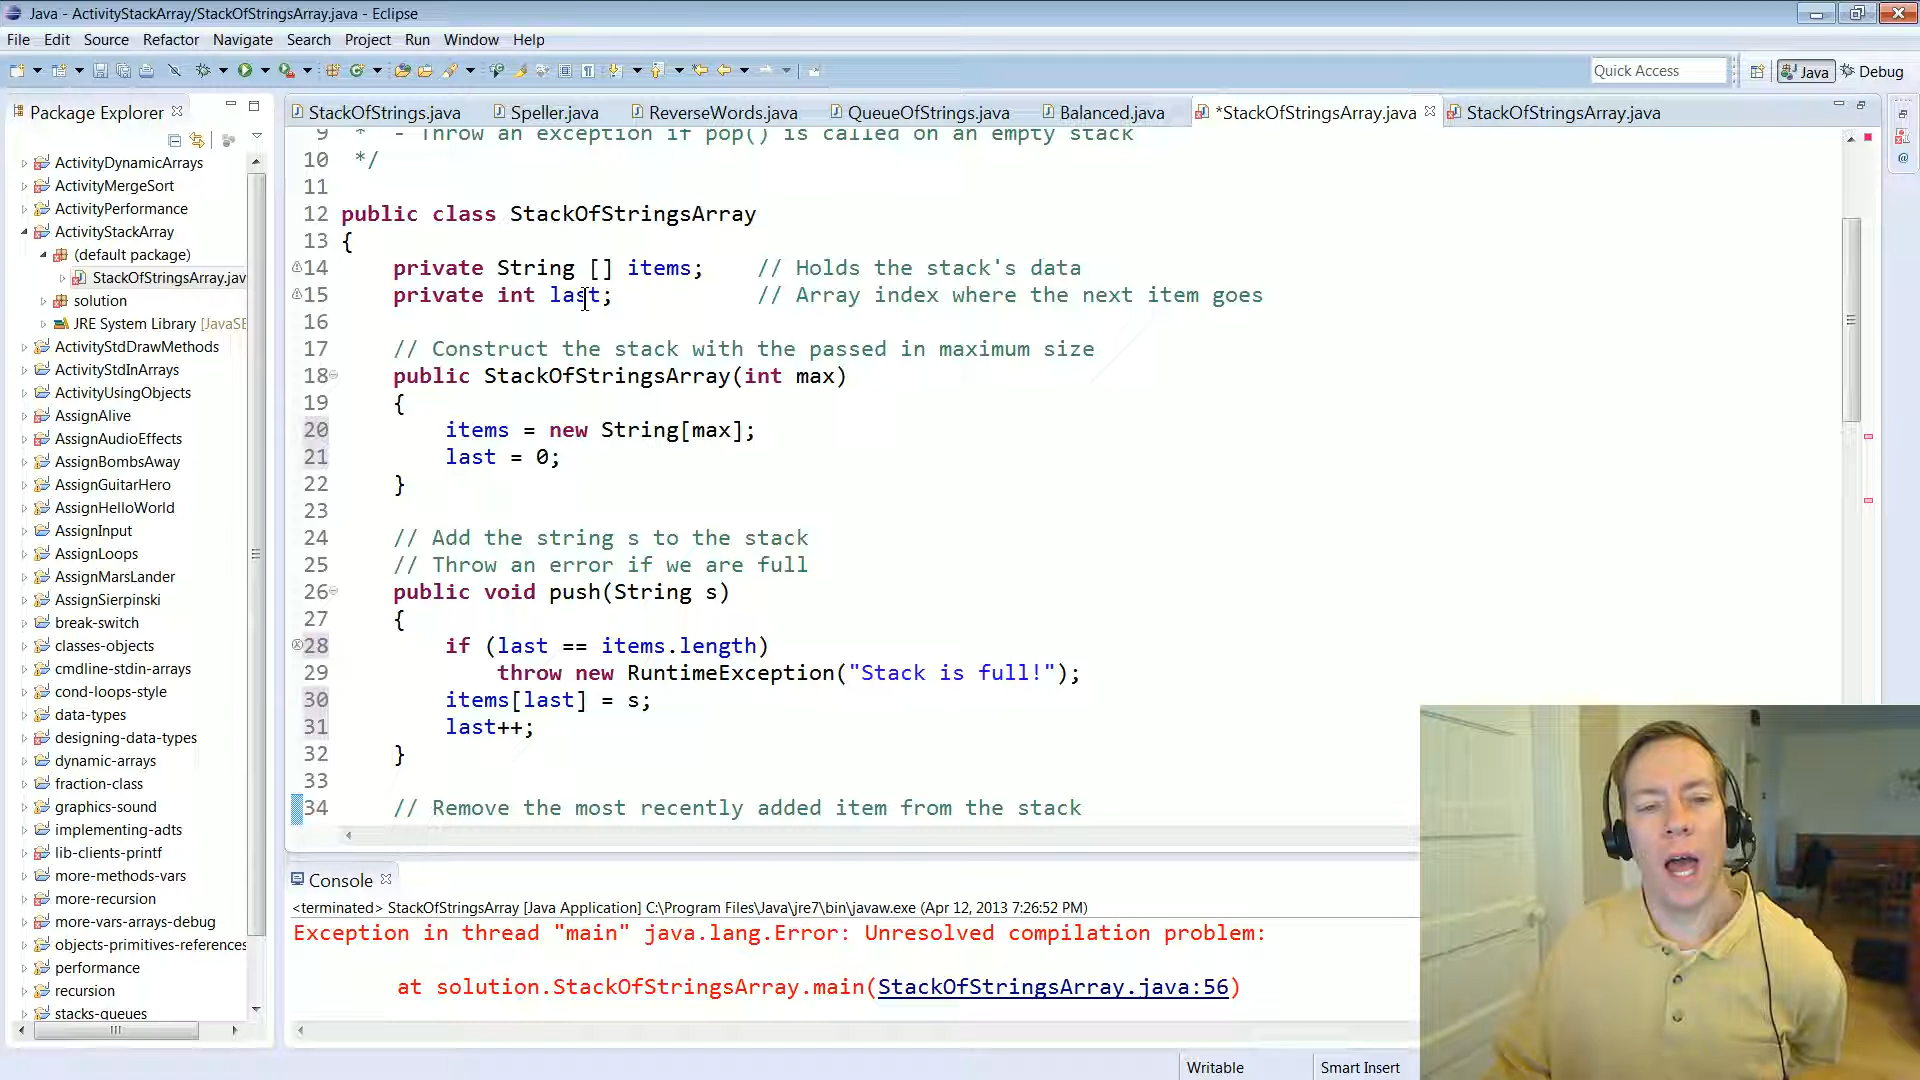 Java - ActivityStackArray/StackOfStringsArray.java - Eclipse
File Edit Source Refactor Navigate Search Project Run Window Help
Quick Access
Java
Debug
Package Explorer
StackOfStrings.java
Speller.java
ReverseWords.java
QueueOfStrings.java
Balanced.java
*StackOfStringsArray.java
StackOfStringsArray.java
ActivityDynamicArrays
ActivityMergeSort
ActivityPerformance
ActivityStackArray
(default package)
StackOfStringsArray.jav
solution
JRE System Library [JavaSE
ActivityStdDrawMethods
ActivityStdInArrays
ActivityUsingObjects
AssignAlive
AssignAudioEffects
AssignBombsAway
AssignGuitarHero
AssignHelloWorld
AssignInput
AssignLoops
AssignMarsLander
AssignSierpinski
break-switch
classes-objects
cmdline-stdin-arrays
cond-loops-style
data-types
designing-data-types
dynamic-arrays
fraction-class
graphics-sound
implementing-adts
lib-clients-printf
more-methods-vars
more-recursion
more-vars-arrays-debug
objects-primitives-references
performance
recursion
stacks-queues
9 * - Throw an exception if pop() is called on an empty stack
10 */
11
12 public class StackOfStringsArray
13 {
14 private String [] items; // Holds the stack's data
15 private int last; // Array index where the next item goes
16
17 // Construct the stack with the passed in maximum size
18 public StackOfStringsArray(int max)
19 {
20 items = new String[max];
21 last = 0;
22 }
23
24 // Add the string s to the stack
25 // Throw an error if we are full
26 public void push(String s)
27 {
28 if (last == items.length)
29 throw new RuntimeException("Stack is full!");
30 items[last] = s;
31 last++;
32 }
33
34 // Remove the most recently added item from the stack
Console
<terminated> StackOfStringsArray [Java Application] C:\Program Files\Java\jre7\bin\javaw.exe (Apr 12, 2013 7:26:52 PM)
Exception in thread "main" java.lang.Error: Unresolved compilation problem:
at solution.StackOfStringsArray.main(StackOfStringsArray.java:56)
Writable
Smart Insert